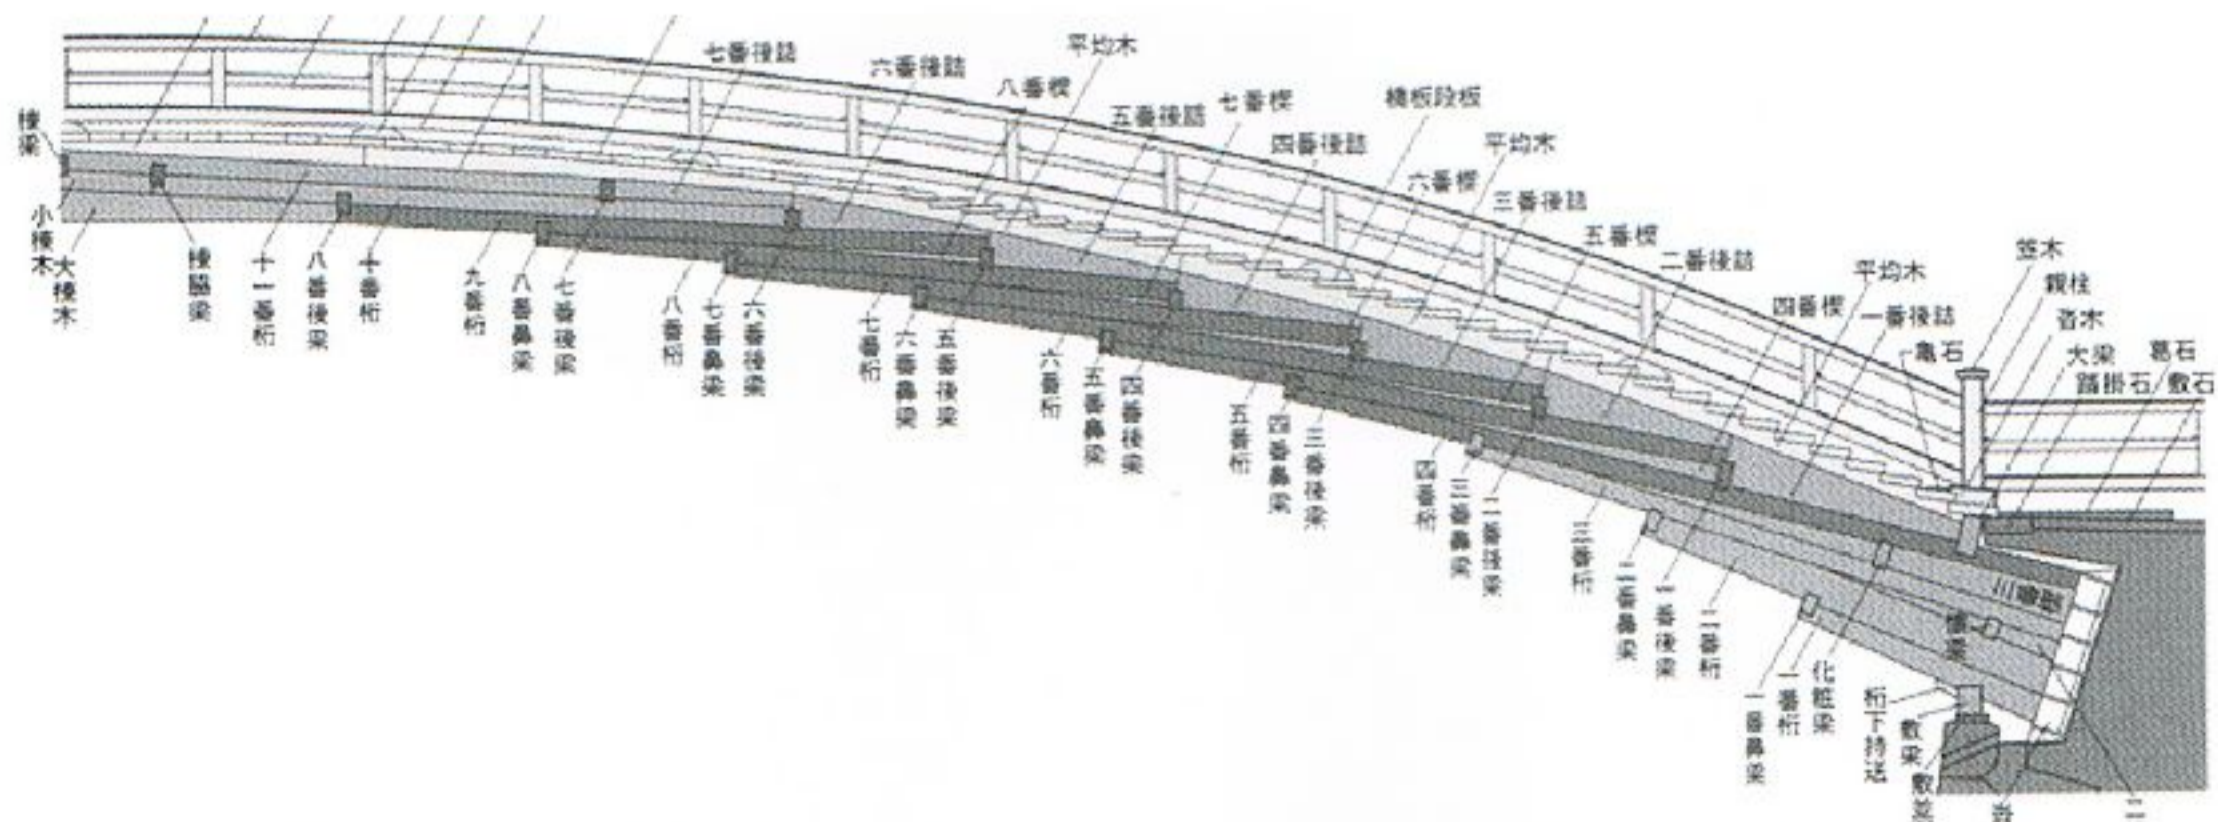 七番後詰
六番後詰
平均木
八番楔
五番後詰
七番楔
四番後詰
橋板段板
平均木
六番楔
三番後詰
五番楔
二番後詰
平均木
四番楔
一番後詰
亀石
笠木
親柱
沓木
大梁
葛石
踏掛石
敷石
棟梁
小棟木
大棟木
棟脇梁
十一番桁
八番後梁
十番桁
九番桁
八番鼻梁
七番後梁
八番桁
七番鼻梁
六番後梁
七番桁
六番鼻梁
五番後梁
六番桁
五番鼻梁
四番後梁
五番桁
四番鼻梁
三番後梁
四番桁
三番鼻梁
二番後梁
三番桁
二番鼻梁
一番後梁
二番桁
一番鼻梁
一番桁
化粧梁
桁下持送
敷梁
三番楔